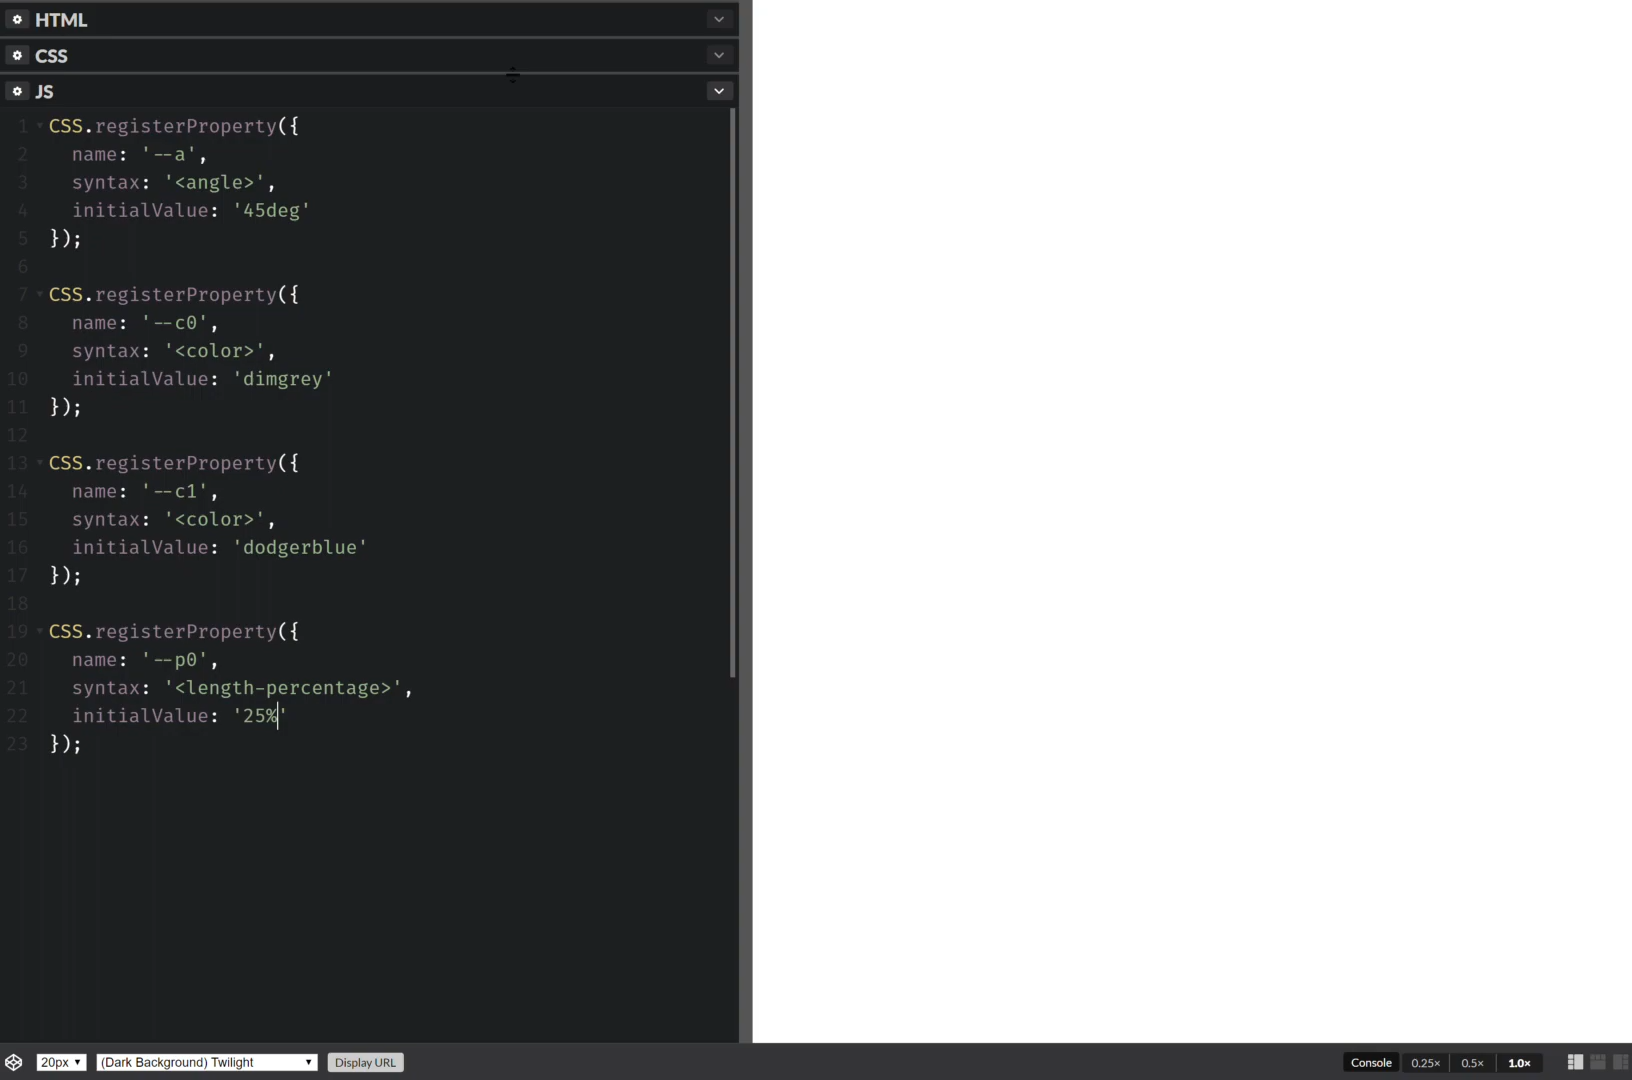 HTML
CSS
JS
1 CSS.registerProperty({
2 name: '--a',
3 syntax: '<angle>',
4 initialValue: '45deg'
5 });
6
7 CSS.registerProperty({
8 name: '--c0',
9 syntax: '<color>',
10 initialValue: 'dimgrey'
11 });
12
13 CSS.registerProperty({
14 name: '--c1',
15 syntax: '<color>',
16 initialValue: 'dodgerblue'
17 });
18
19 CSS.registerProperty({
20 name: '--p0',
21 syntax: '<length-percentage>',
22 initialValue: '25%'
23 });
20px (Dark Background) Twilight Display URL Console 0.25× 0.5× 1.0×